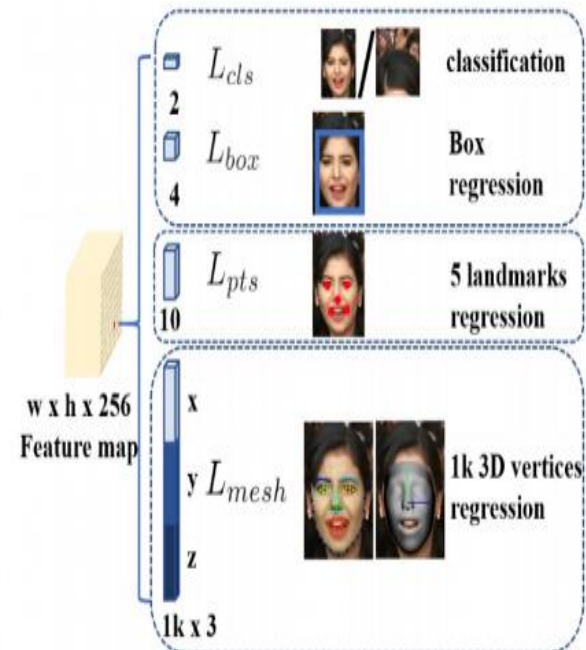 L_cls
classification
2
L_box
Box
regression
4
L_pts
5 landmarks
regression
10
w x h x 256
Feature map
x
y
z
L_mesh
1k 3D vertices
regression
1k x 3